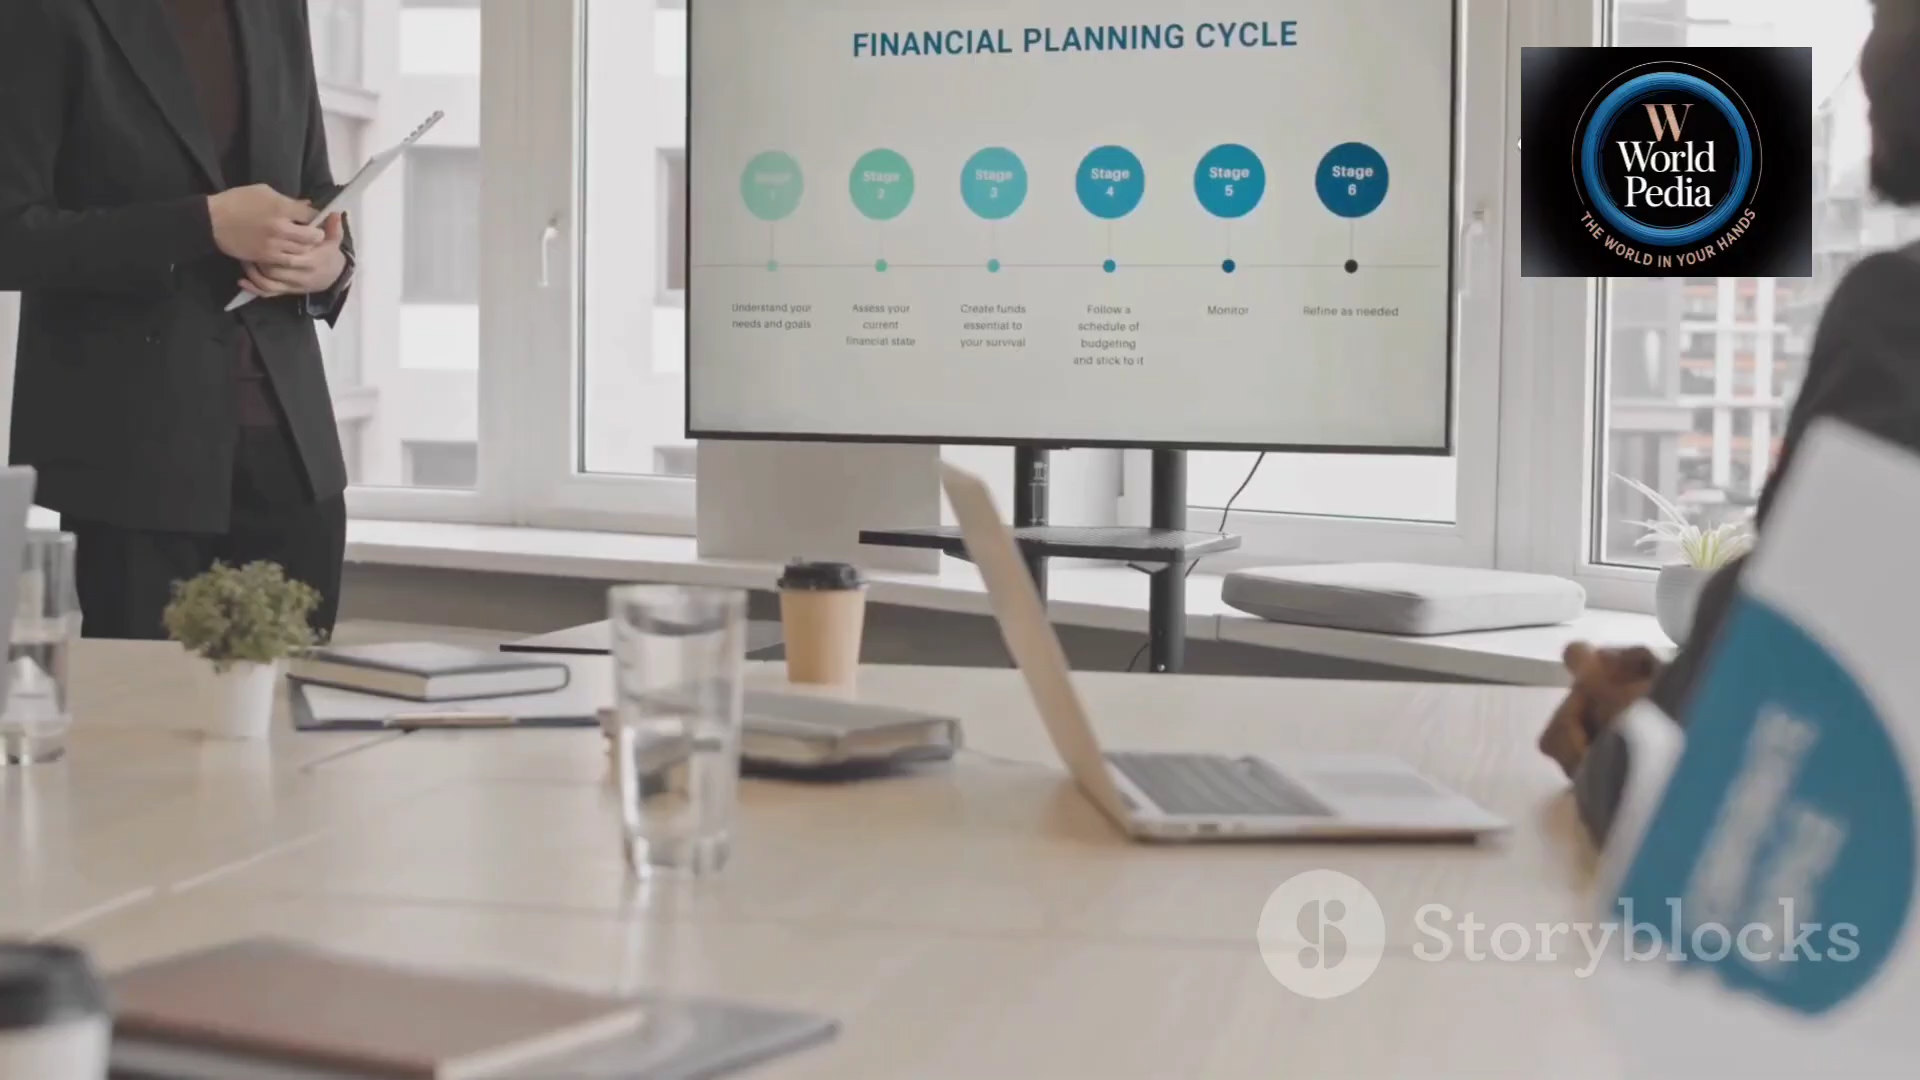 FINANCIAL PLANNING CYCLE
Stage
1
Stage
2
Stage
3
Stage
4
Stage
5
Stage
6
Understand your
needs and goals
Assess your
current
financial state
Create funds
essential to
your survival
Follow a
schedule of
budgeting
and stick to it
Monitor
Refine as needed
W
World
Pedia
THE WORLD IN YOUR HANDS
Storyblocks